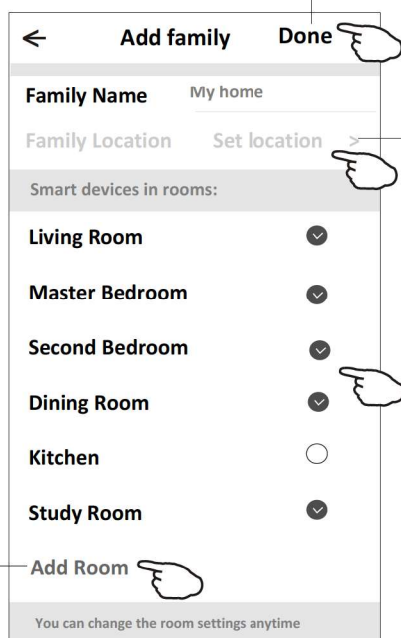 ← Add family Done
Family Name My home
Family Location Set location >
Smart devices in rooms:
Living Room
Master Bedroom
Second Bedroom
Dining Room
Kitchen
Study Room
Add Room
You can change the room settings anytime